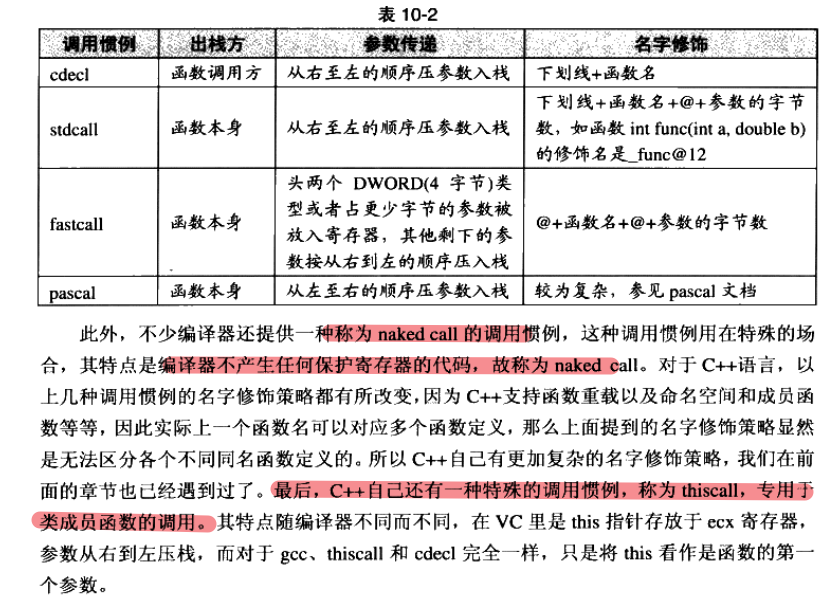 表 10-2
调用惯例 出栈方 参数传递 名字修饰
cdecl 函数调用方 从右至左的顺序压参数入栈 下划线+函数名
stdcall 函数本身 从右至左的顺序压参数入栈 下划线+函数名+@+参数的字节
数，如函数 int func(int a, double b)
的修饰名是_func@12
fastcall 函数本身 头两个 DWORD(4 字节)类
型或者占更少字节的参数被
放入寄存器，其他剩下的参
数按从右到左的顺序压入栈
@+函数名+@+参数的字节数
pascal 函数本身 从左至右的顺序压参数入栈 较为复杂，参见 pascal 文档
此外，不少编译器还提供一种称为 naked call 的调用惯例，这种调用惯例用在特殊的场
合，其特点是编译器不产生任何保护寄存器的代码，故称为 naked call。对于 C++语言，以
上几种调用惯例的名字修饰策略都有所改变，因为 C++支持函数重载以及命名空间和成员函
数等等，因此实际上一个函数名可以对应多个函数定义，那么上面提到的名字修饰策略显然
是无法区分各个不同同名函数定义的。所以 C++自己有更加复杂的名字修饰策略，我们在前
面的章节也已经遇到过了。最后，C++自己还有一种特殊的调用惯例，称为 thiscall，专用于
类成员函数的调用。其特点随编译器不同而不同，在 VC 里是 this 指针存放于 ecx 寄存器，
参数从右到左压栈，而对于 gcc、thiscall 和 cdecl 完全一样，只是将 this 看作是函数的第一
个参数。